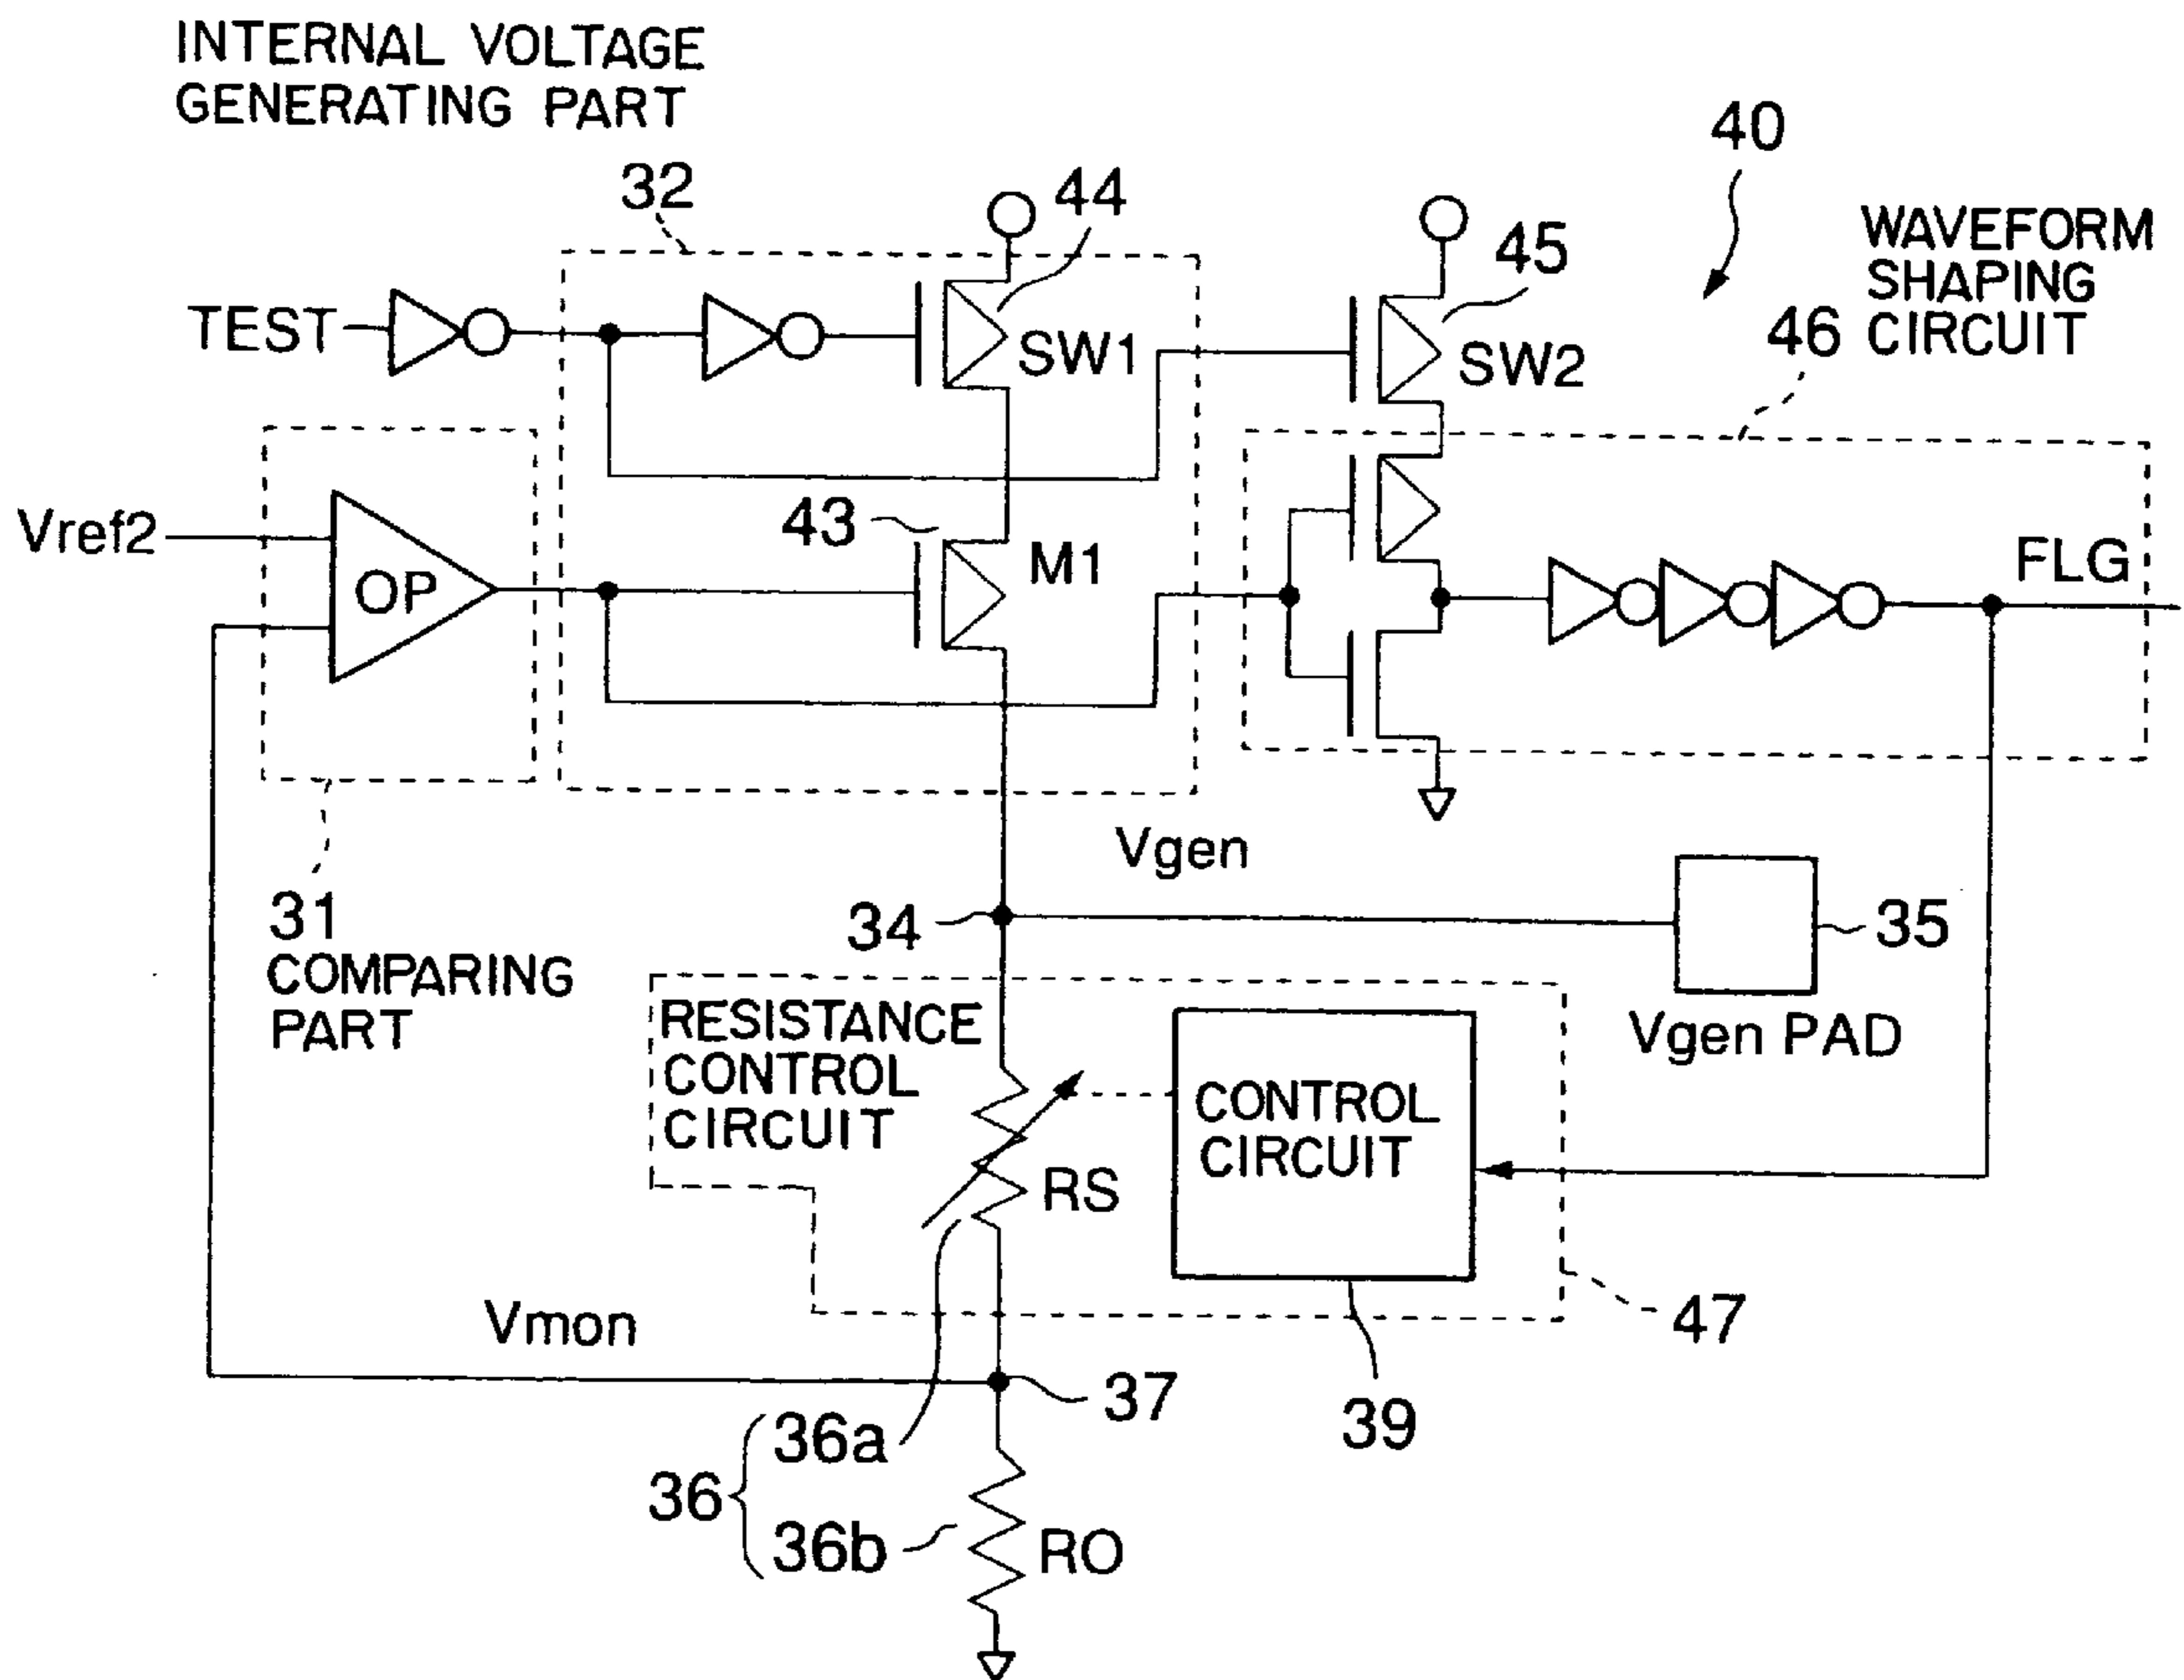 INTERNAL VOLTAGE
GENERATING PART
32
44
40
45
WAVEFORM
SHAPING
46 CIRCUIT
TEST
SW1
SW2
43
M1
Vref2
OP
FLG
Vgen
34
35
31
COMPARING
PART
RESISTANCE
CONTROL
CIRCUIT
Vgen PAD
CONTROL
CIRCUIT
RS
47
Vmon
37
39
36
36a
36b
RO